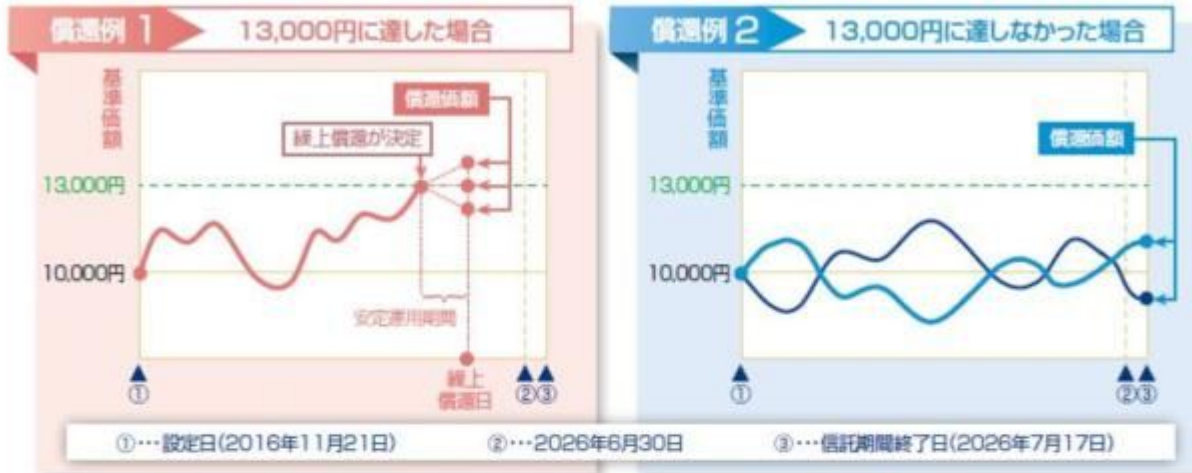 償還例 1
13,000円に達した場合
基準価額
償還価額
繰上償還が決定
13,000円
10,000円
安定運用期間
①
繰上
償還日
②③
償還例 2
13,000円に達しなかった場合
基準価額
償還価額
13,000円
10,000円
①
②③
①…設定日(2016年11月21日)
②…2026年6月30日
③…信託期間終了日(2026年7月17日)